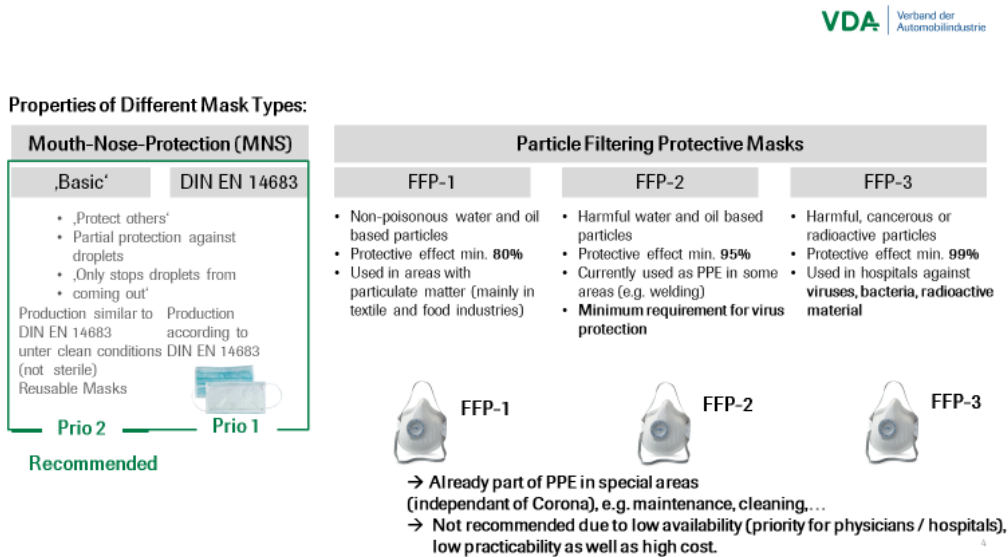 VDA Verband der
Automobilindustrie
Properties of Different Mask Types:
Mouth-Nose-Protection (MNS)
‚Basic‘
DIN EN 14683
• ‚Protect others‘
• Partial protection against
droplets
• ‚Only stops droplets from
• coming out‘
Production similar to
DIN EN 14683
unter clean conditions
(not sterile)
Reusable Masks
Production
according to
DIN EN 14683
Prio 2
Prio 1
Recommended
Particle Filtering Protective Masks
FFP-1
• Non-poisonous water and oil
based particles
• Protective effect min. 80%
• Used in areas with
particulate matter (mainly in
textile and food industries)
FFP-2
• Harmful water and oil based
particles
• Protective effect min. 95%
• Currently used as PPE in some
areas (e.g. welding)
• Minimum requirement for virus
protection
FFP-3
• Harmful, cancerous or
radioactive particles
• Protective effect min. 99%
• Used in hospitals against
viruses, bacteria, radioactive
material
FFP-1
FFP-2
FFP-3
→ Already part of PPE in special areas
(independant of Corona), e.g. maintenance, cleaning,…
→ Not recommended due to low availability (priority for physicians / hospitals),
low practicability as well as high cost.
4